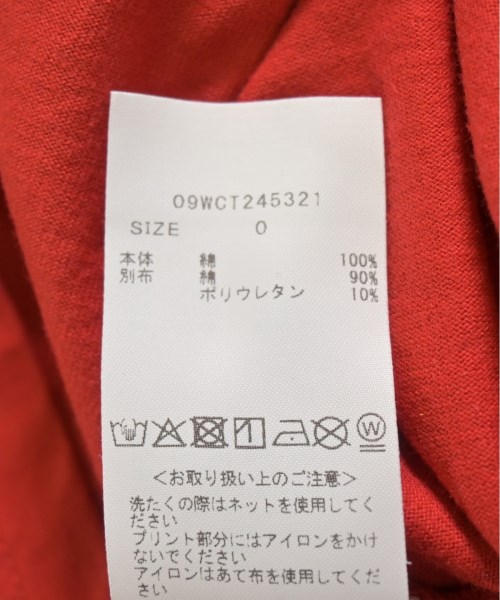 09WCT245321
SIZE 0
本体 綿 100%
別布 綿 90%
ポリウレタン 10%
W
<お取り扱い上のご注意>
洗たくの際はネットを使用してく
ださい
プリント部分にはアイロンをかけ
ないでください
アイロンはあて布を使用してくだ
さい